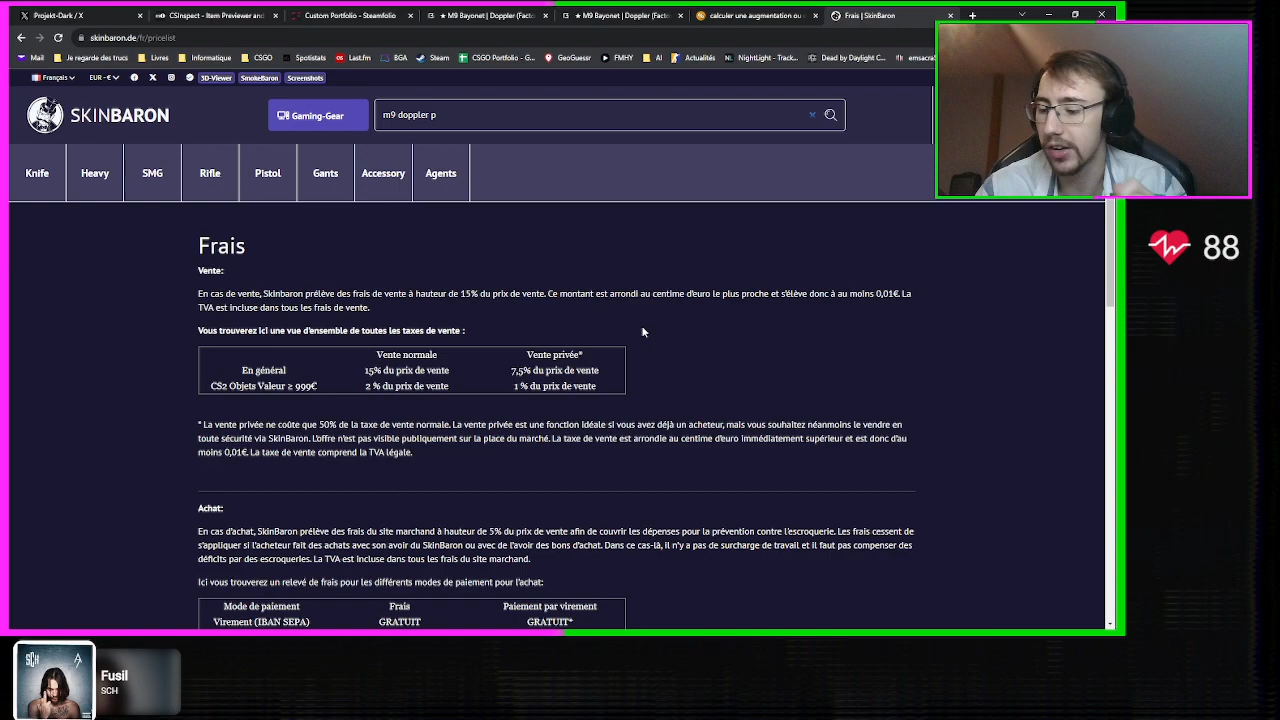 Projekt-Dark / X
CSInspect - Item Previewer and
Custom Portfolio - Steamfolio
★ M9 Bayonet | Doppler (Facto
★ M9 Bayonet | Doppler (Facto
calculer une augmentation ou
Frais | SkinBaron
skinbaron.de/fr/pricelist
Mail
Je regarde des trucs
Livres
Informatique
CSGO
Spotistats
Last.fm
BGA
Steam
CSGO Portfolio - G...
GeoGuessr
FMHY
AI
Actualités
NightLight - Track...
Dead by Daylight C...
emsacra
Français
EUR - €
3D-Viewer
SmokeBaron
Screenshots
SKINBARON
Gaming-Gear
m9 doppler p
Knife
Heavy
SMG
Rifle
Pistol
Gants
Accessory
Agents
88
Frais
Vente:
En cas de vente, Skinbaron prélève des frais de vente à hauteur de 15% du prix de vente. Ce montant est arrondi au centime d'euro le plus proche et s'élève donc à au moins 0,01€. La
TVA est incluse dans tous les frais de vente.
Vous trouverez ici une vue d'ensemble de toutes les taxes de vente :
Vente normale Vente privée*
En général 15% du prix de vente 7,5% du prix de vente
CS2 Objets Valeur ≥ 999€ 2 % du prix de vente 1 % du prix de vente
* La vente privée ne coûte que 50% de la taxe de vente normale. La vente privée est une fonction idéale si vous avez déjà un acheteur, mais vous souhaitez néanmoins le vendre en
toute sécurité via SkinBaron. L'offre n'est pas visible publiquement sur la place du marché. La taxe de vente est arrondie au centime d'euro immédiatement supérieur et est donc d'au
moins 0,01€. La taxe de vente comprend la TVA légale.
Achat:
En cas d'achat, SkinBaron prélève des frais du site marchand à hauteur de 5% du prix de vente afin de couvrir les dépenses pour la prévention contre l'escroquerie. Les frais cessent de
s'appliquer si l'acheteur fait des achats avec son avoir du SkinBaron ou avec de l'avoir des bons d'achat. Dans ce cas-là, il n'y a pas de surcharge de travail et il faut pas compenser des
déficits par des escroqueries. La TVA est incluse dans tous les frais du site marchand.
Ici vous trouverez un relevé de frais pour les différents modes de paiement pour l'achat:
Mode de paiement Frais Paiement par virement
Virement (IBAN SEPA) GRATUIT GRATUIT*
SCH
Fusil
SCH